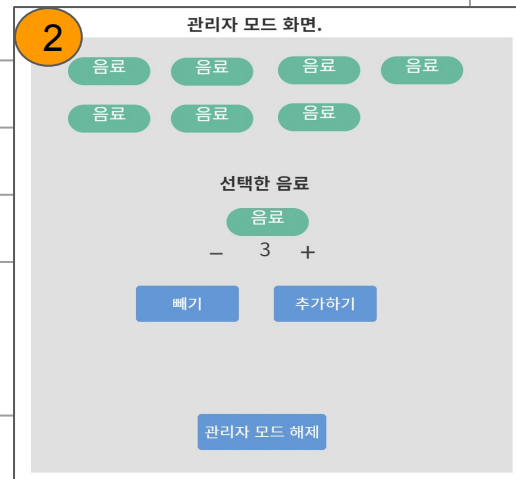 2
관리자 모드 화면.
음료 음료 음료 음료
음료 음료 음료
선택한 음료
음료
– 3 +
빼기 추가하기
관리자 모드 해제